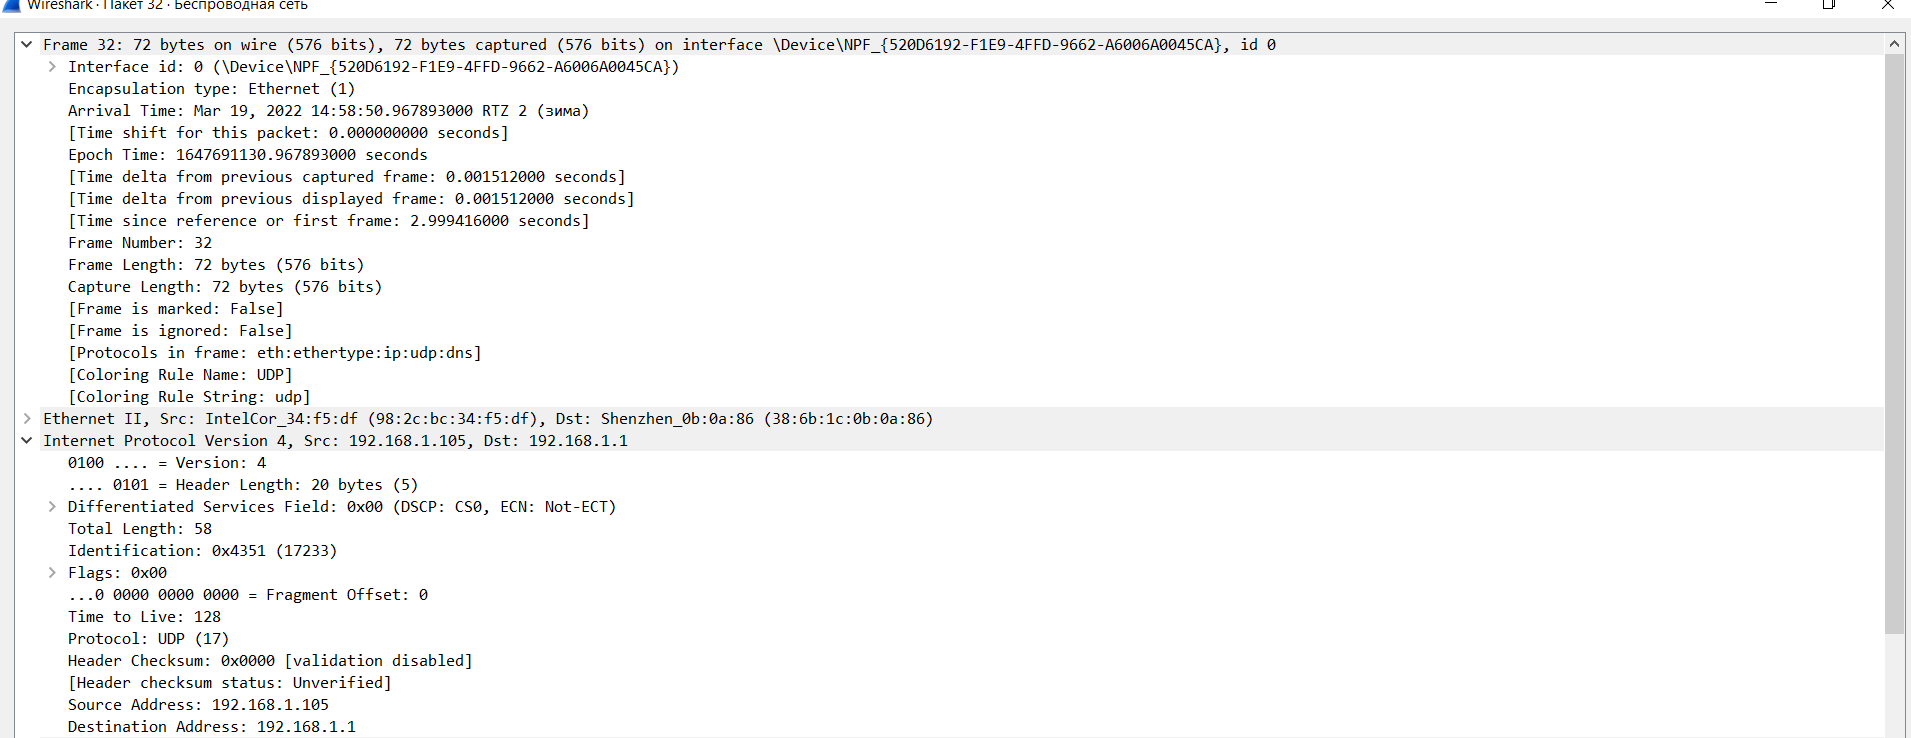 Wireshark · Пакет 32 · Беспроводная сеть
Frame 32: 72 bytes on wire (576 bits), 72 bytes captured (576 bits) on interface \Device\NPF_{520D6192-F1E9-4FFD-9662-A6006A0045CA}, id 0
Interface id: 0 (\Device\NPF_{520D6192-F1E9-4FFD-9662-A6006A0045CA})
Encapsulation type: Ethernet (1)
Arrival Time: Mar 19, 2022 14:58:50.967893000 RTZ 2 (зима)
[Time shift for this packet: 0.000000000 seconds]
Epoch Time: 1647691130.967893000 seconds
[Time delta from previous captured frame: 0.001512000 seconds]
[Time delta from previous displayed frame: 0.001512000 seconds]
[Time since reference or first frame: 2.999416000 seconds]
Frame Number: 32
Frame Length: 72 bytes (576 bits)
Capture Length: 72 bytes (576 bits)
[Frame is marked: False]
[Frame is ignored: False]
[Protocols in frame: eth:ethertype:ip:udp:dns]
[Coloring Rule Name: UDP]
[Coloring Rule String: udp]
Ethernet II, Src: IntelCor_34:f5:df (98:2c:bc:34:f5:df), Dst: Shenzhen_0b:0a:86 (38:6b:1c:0b:0a:86)
Internet Protocol Version 4, Src: 192.168.1.105, Dst: 192.168.1.1
0100 .... = Version: 4
.... 0101 = Header Length: 20 bytes (5)
Differentiated Services Field: 0x00 (DSCP: CS0, ECN: Not-ECT)
Total Length: 58
Identification: 0x4351 (17233)
Flags: 0x00
...0 0000 0000 0000 = Fragment Offset: 0
Time to Live: 128
Protocol: UDP (17)
Header Checksum: 0x0000 [validation disabled]
[Header checksum status: Unverified]
Source Address: 192.168.1.105
Destination Address: 192.168.1.1